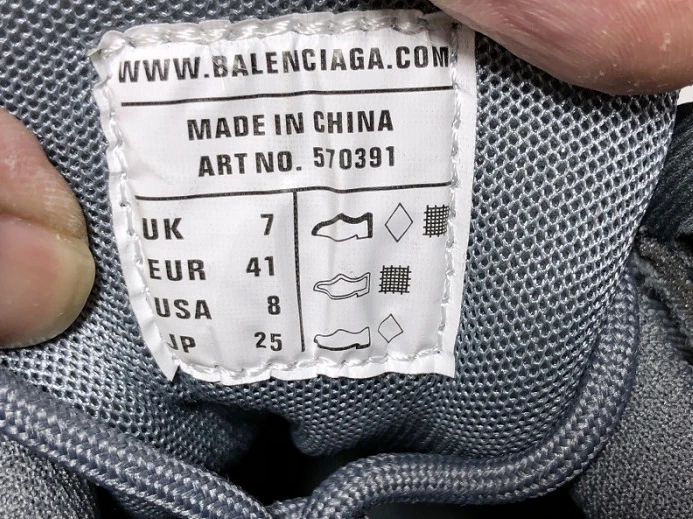 WWW.BALENCIAGA.COM
MADE IN CHINA
ART NO. 570391
UK 7
EUR 41
USA 8
JP 25